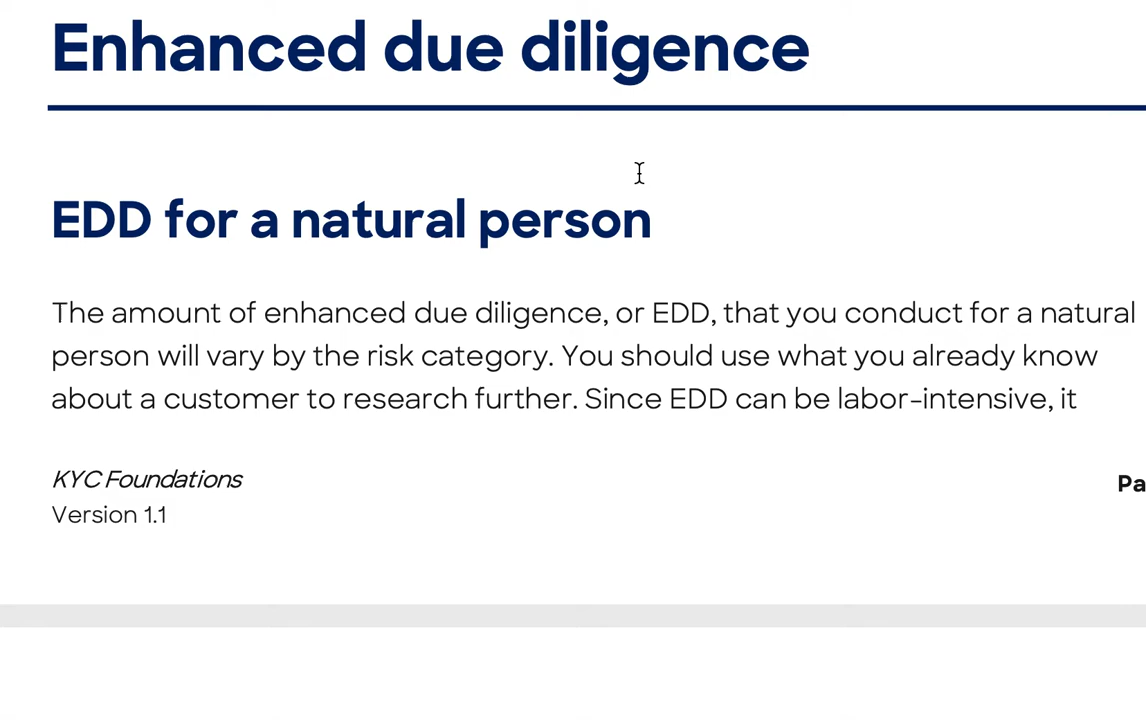 Enhanced due diligence
EDD for a natural person
The amount of enhanced due diligence, or EDD, that you conduct for a natural
person will vary by the risk category. You should use what you already know
about a customer to research further. Since EDD can be labor-intensive, it
KYC Foundations
Pa
Version 1.1